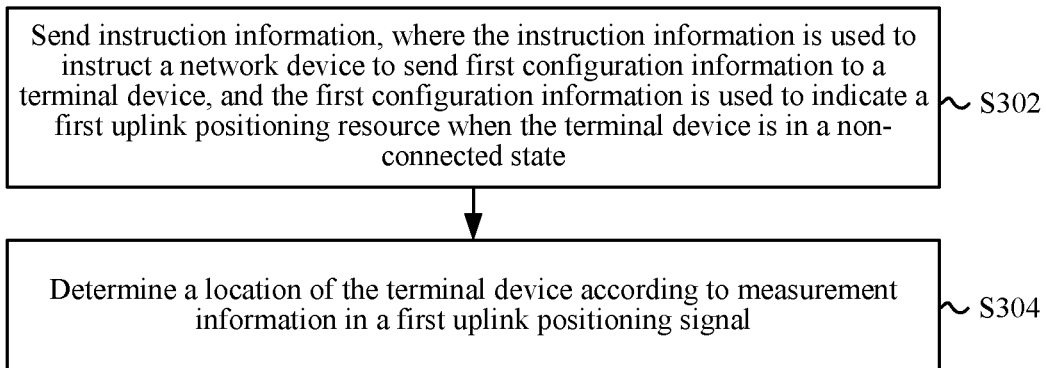 Send instruction information, where the instruction information is used to
instruct a network device to send first configuration information to a
terminal device, and the first configuration information is used to indicate a
first uplink positioning resource when the terminal device is in a non-
connected state
S302
Determine a location of the terminal device according to measurement
information in a first uplink positioning signal
S304